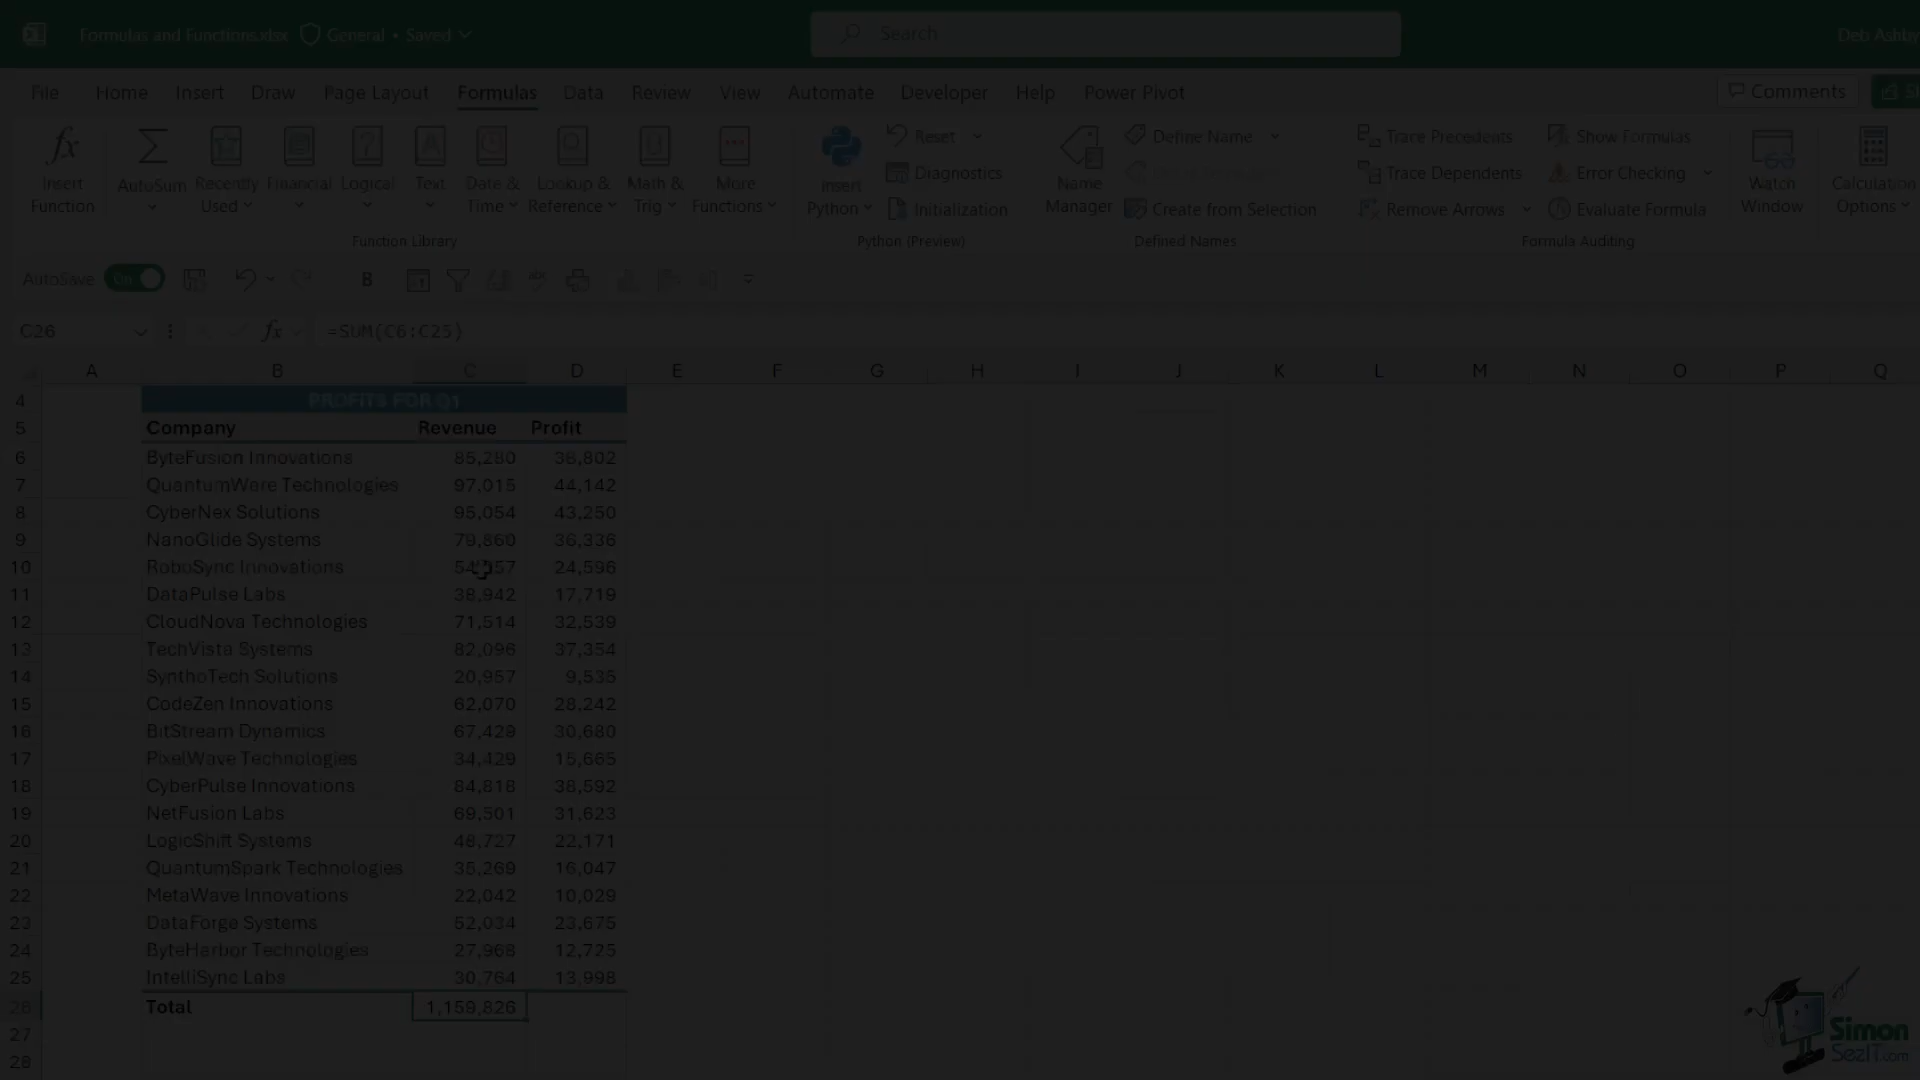 Formulas and Functions.xlsx General • Saved
Search
Deb Ashby
File Home Insert Draw Page Layout Formulas Data Review View Automate Developer Help Power Pivot
Comments
Insert Function
AutoSum
Recently Used
Financial
Logical
Text
Date & Time
Lookup & Reference
Math & Trig
More Functions
Function Library
Insert Python
Reset
Diagnostics
Initialization
Python (Preview)
Name Manager
Define Name
Create from Selection
Defined Names
Trace Precedents
Trace Dependents
Remove Arrows
Show Formulas
Error Checking
Evaluate Formula
Formula Auditing
Watch Window
Calculation Options
AutoSave On
B
C26 fx =SUM(C6:C25)
A B C D E F G H I J K L M N O P Q
4 PROFITS FOR Q1
5 Company Revenue Profit
6 ByteFusion Innovations 85,280 38,802
7 QuantumWare Technologies 97,015 44,142
8 CyberNex Solutions 95,054 43,250
9 NanoGlide Systems 79,860 36,336
10 RoboSync Innovations 24,596
11 DataPulse Labs 38,942 17,719
12 CloudNova Technologies 71,514 32,539
13 TechVista Systems 82,096 37,354
14 SynthoTech Solutions 20,957 9,535
15 CodeZen Innovations 62,070 28,242
16 BitStream Dynamics 67,429 30,680
17 PixelWave Technologies 34,429 15,665
18 CyberPulse Innovations 84,818 38,592
19 NetFusion Labs 69,501 31,623
20 LogicShift Systems 48,727 22,171
21 QuantumSpark Technologies 35,269 16,047
22 MetaWave Innovations 22,042 10,029
23 DataForge Systems 52,034 23,675
24 ByteHarbor Technologies 27,968 12,725
25 IntelliSync Labs 30,764 13,998
26 Total 1,159,826
27
28
Simon
SezIT.com